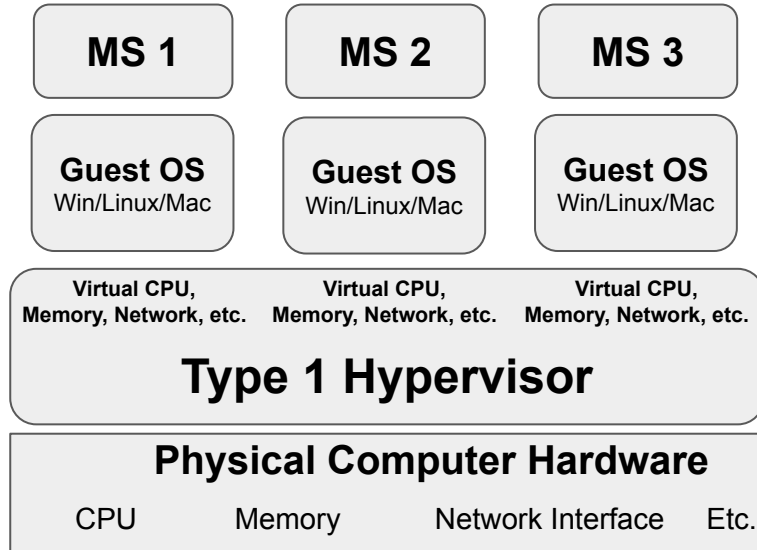 MS 1
MS 2
MS 3
Guest OS
Win/Linux/Mac
Guest OS
Win/Linux/Mac
Guest OS
Win/Linux/Mac
Virtual CPU,
Memory, Network, etc.
Virtual CPU,
Memory, Network, etc.
Virtual CPU,
Memory, Network, etc.
Type 1 Hypervisor
Physical Computer Hardware
CPU Memory Network Interface Etc.